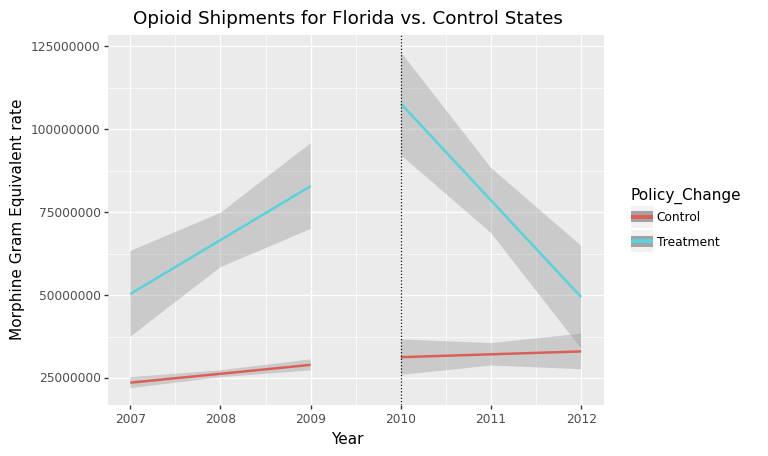 Opioid Shipments for Florida vs. Control States
125000000
100000000
75000000
50000000
25000000
Morphine Gram Equivalent rate
2007 2008 2009 2010 2011 2012
Year
Policy_Change
Control
Treatment